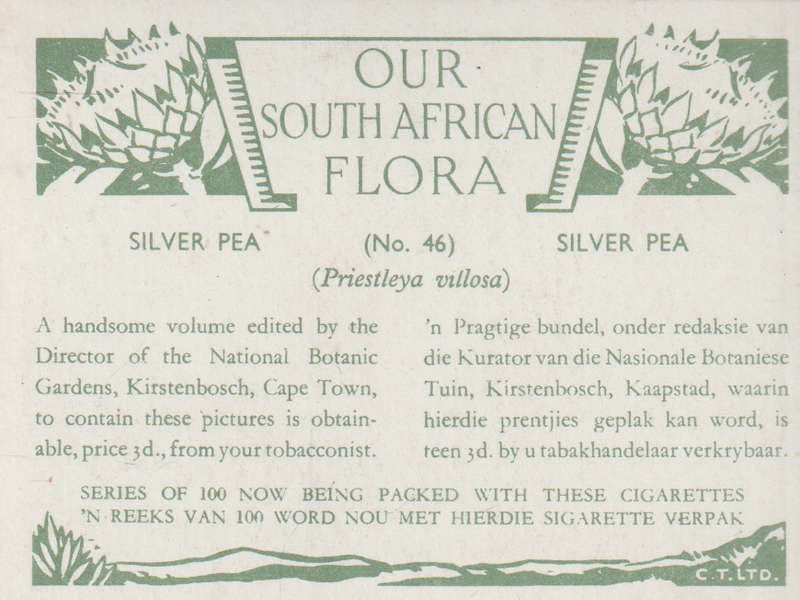 OUR
SOUTH AFRICAN
FLORA
SILVER PEA (No. 46) SILVER PEA
(Priestleya villosa)
A handsome volume edited by the
Director of the National Botanic
Gardens, Kirstenbosch, Cape Town,
to contain these pictures is obtain-
able, price 3d., from your tobacconist.
'n Pragtige bundel, onder redaksie van
die Kurator van die Nasionale Botaniese
Tuin, Kirstenbosch, Kaapstad, waarin
hierdie prentjies geplak kan word, is
teen 3d. by u tabakhandelaar verkrybaar.
SERIES OF 100 NOW BEING PACKED WITH THESE CIGARETTES
'N REEKS VAN 100 WORD NOU MET HIERDIE SIGARETTE VERPAK
C.T. LTD.